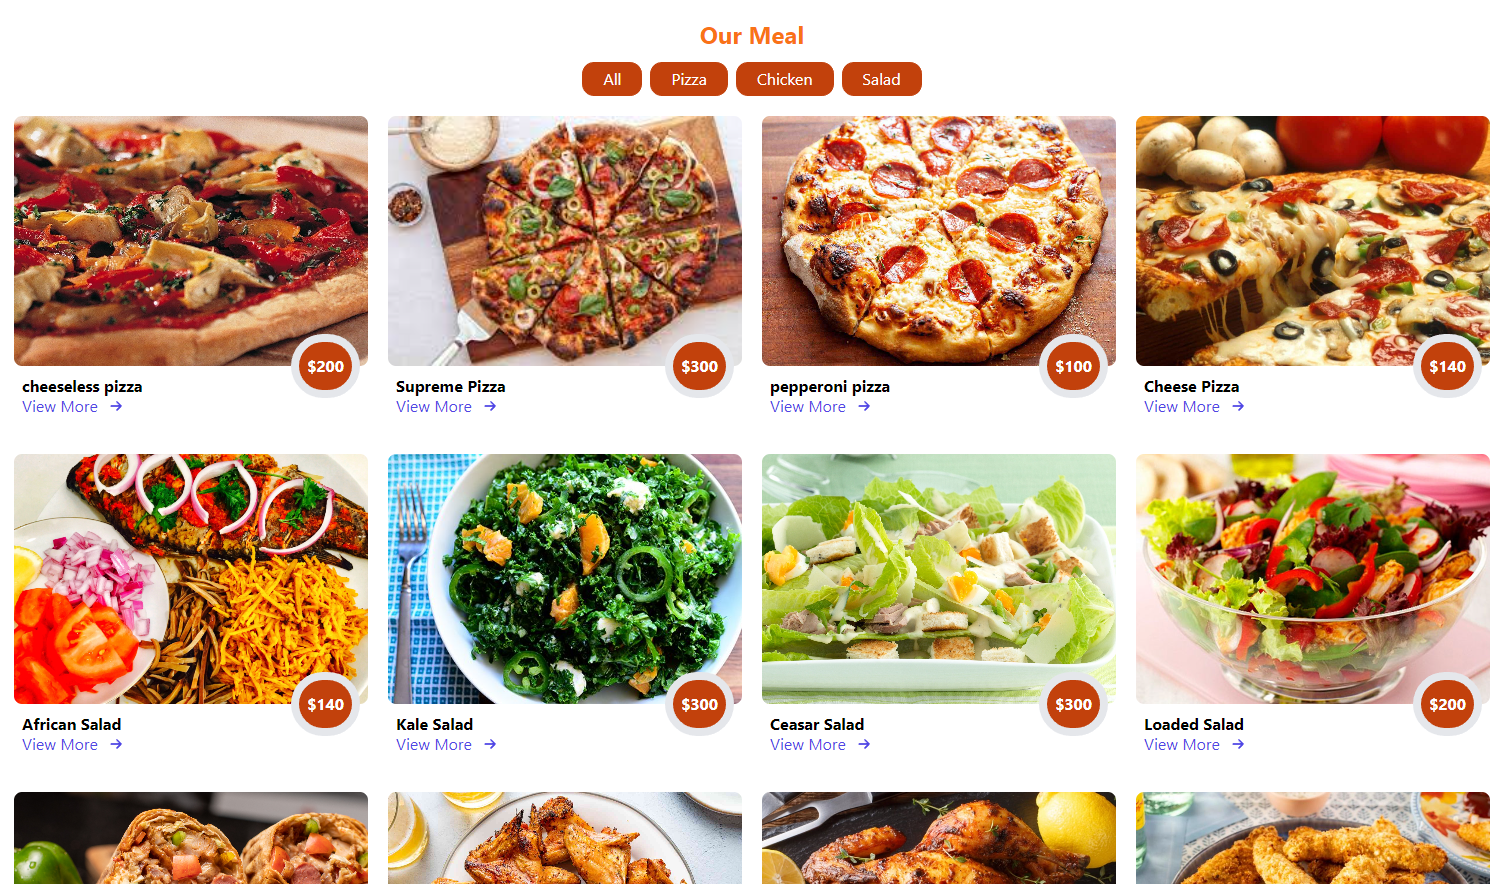 Our Meal
All Pizza Chicken Salad
$200 $300 $100 $140
cheeseless pizza Supreme Pizza pepperoni pizza Cheese Pizza
View More → View More → View More → View More →
$140 $300 $300 $200
African Salad Kale Salad Ceasar Salad Loaded Salad
View More → View More → View More → View More →